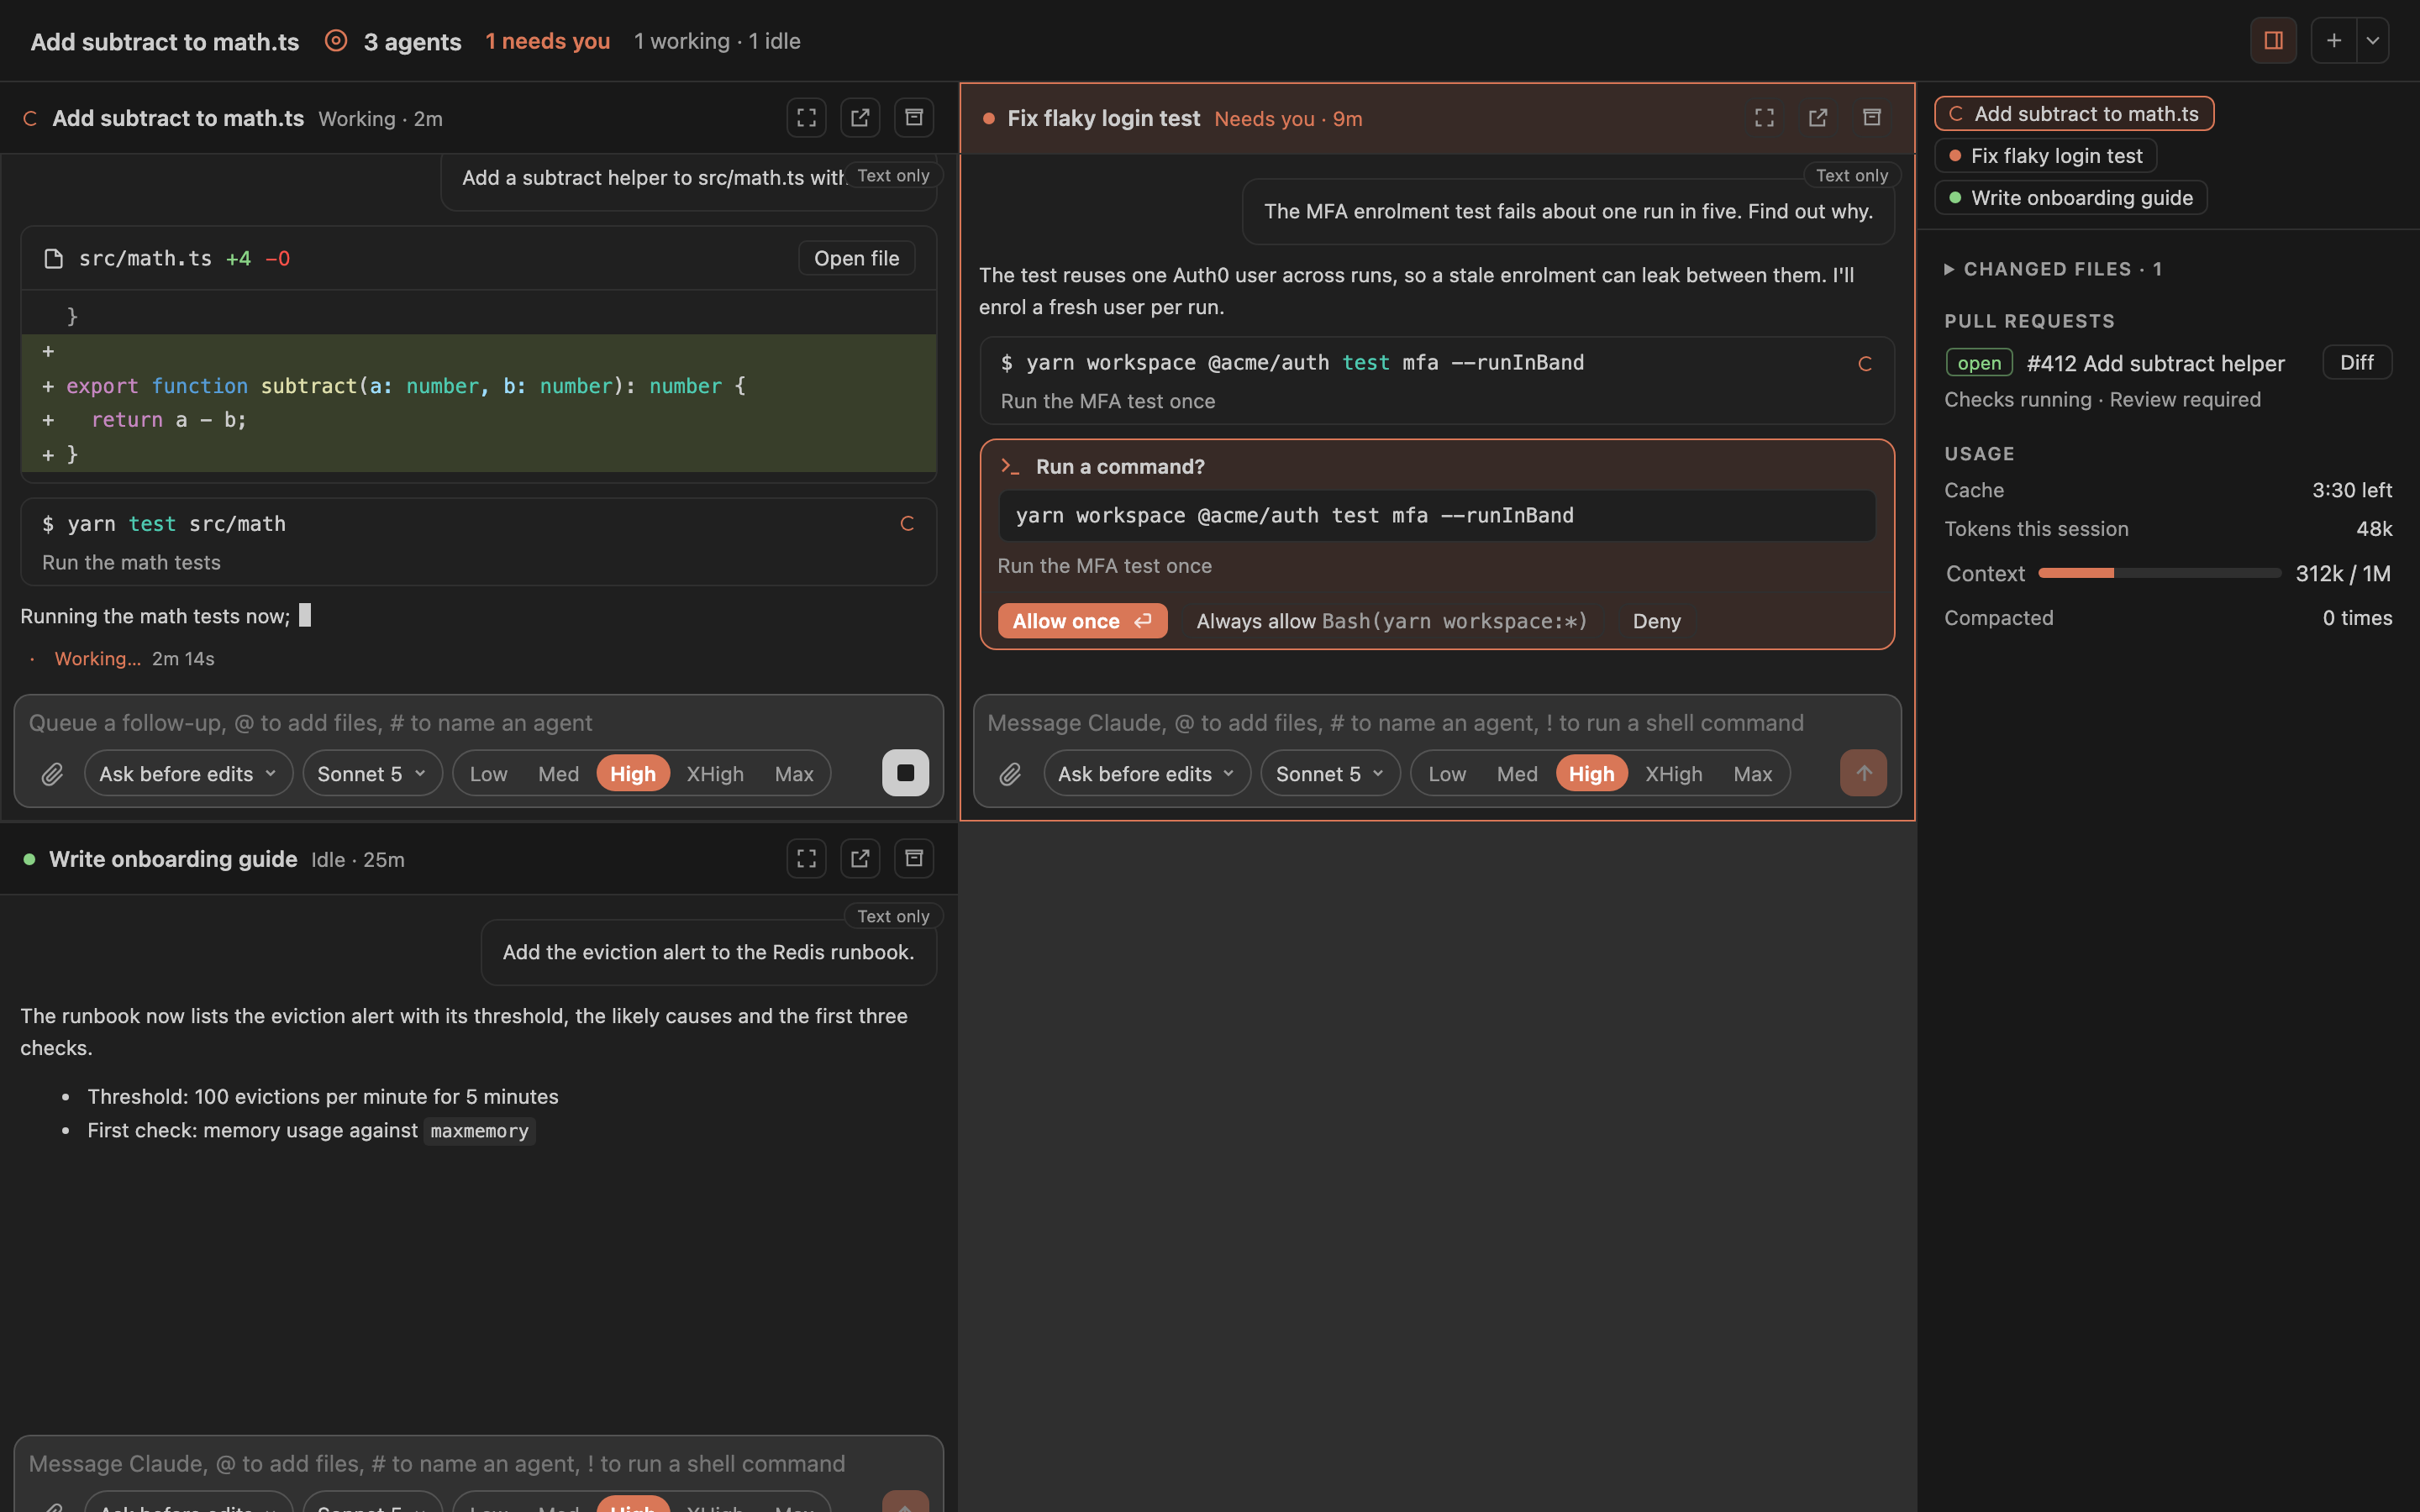 Add subtract to math.ts 3 agents 1 needs you 1 working · 1 idle
Add subtract to math.ts Working · 2m
Text only
Add a subtract helper to src/math.ts with
src/math.ts +4 −0 Open file
}
+
+ export function subtract(a: number, b: number): number {
+ return a − b;
+ }
$ yarn test src/math
Run the math tests
Running the math tests now;
Working... 2m 14s
Queue a follow-up, @ to add files, # to name an agent
Ask before edits Sonnet 5 Low Med High XHigh Max
Fix flaky login test Needs you · 9m
Text only
The MFA enrolment test fails about one run in five. Find out why.
The test reuses one Auth0 user across runs, so a stale enrolment can leak between them. I'll
enrol a fresh user per run.
$ yarn workspace @acme/auth test mfa --runInBand
Run the MFA test once
Run a command?
yarn workspace @acme/auth test mfa --runInBand
Run the MFA test once
Allow once Always allow Bash(yarn workspace:*) Deny
Message Claude, @ to add files, # to name an agent, ! to run a shell command
Ask before edits Sonnet 5 Low Med High XHigh Max
Write onboarding guide Idle · 25m
Text only
Add the eviction alert to the Redis runbook.
The runbook now lists the eviction alert with its threshold, the likely causes and the first three
checks.
• Threshold: 100 evictions per minute for 5 minutes
• First check: memory usage against maxmemory
Message Claude, @ to add files, # to name an agent, ! to run a shell command
Ask before edits Sonnet 5 Low Med High XHigh Max
Add subtract to math.ts
Fix flaky login test
Write onboarding guide
CHANGED FILES · 1
PULL REQUESTS
open #412 Add subtract helper Diff
Checks running · Review required
USAGE
Cache 3:30 left
Tokens this session 48k
Context 312k / 1M
Compacted 0 times